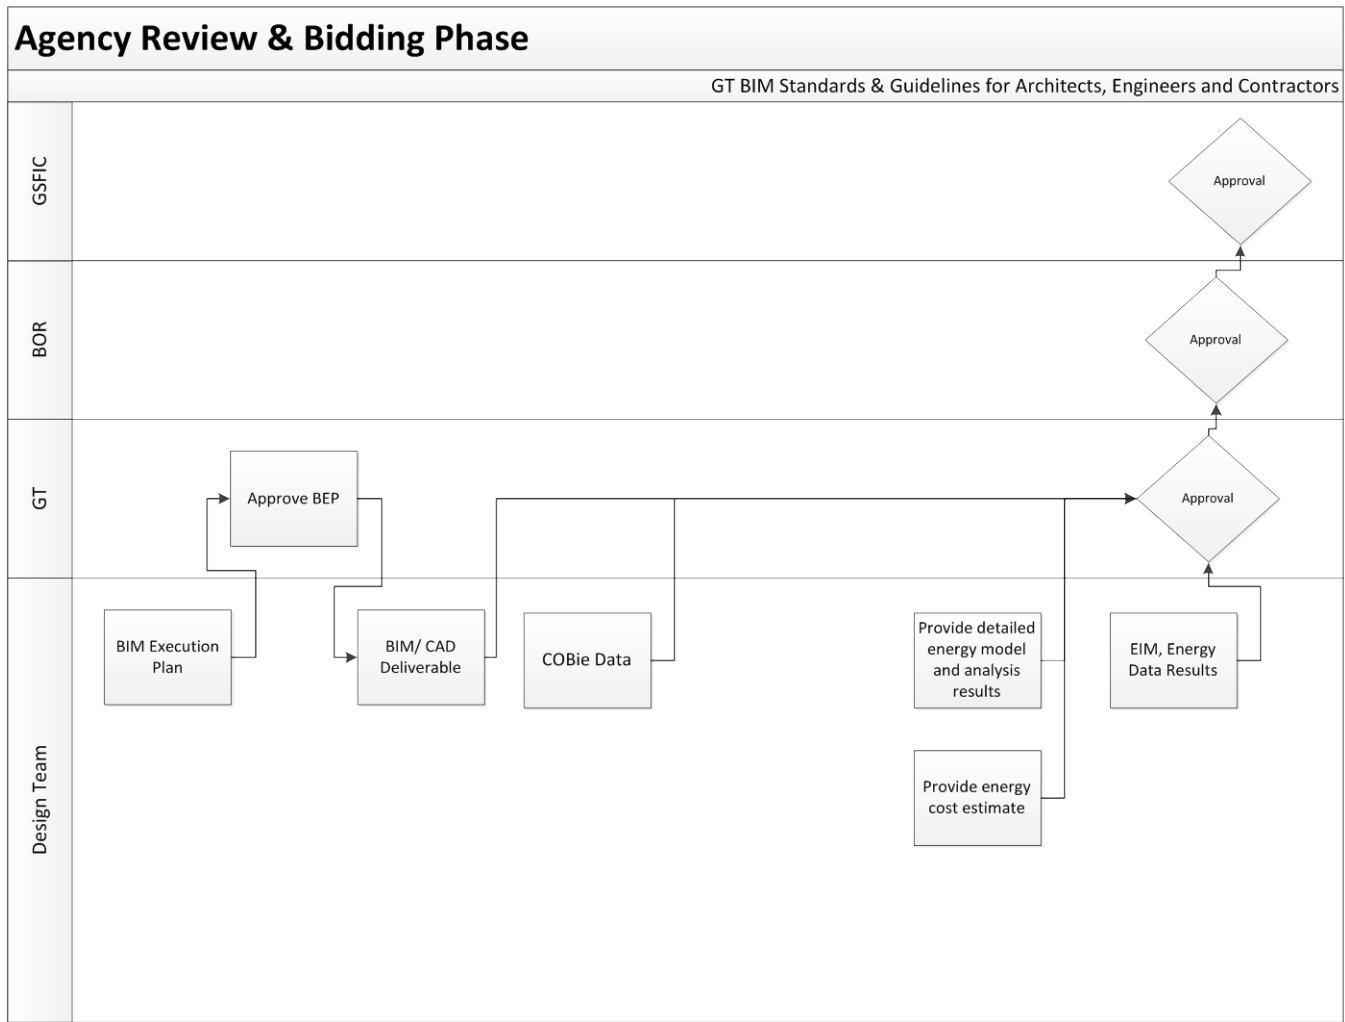 Agency Review & Bidding Phase
GT BIM Standards & Guidelines for Architects, Engineers and Contractors
GSFIC
Approval
BOR
Approval
GT
Approve BEP
Approval
Design Team
BIM Execution
Plan
BIM/ CAD
Deliverable
COBie Data
Provide detailed
energy model
and analysis
results
EIM, Energy
Data Results
Provide energy
cost estimate